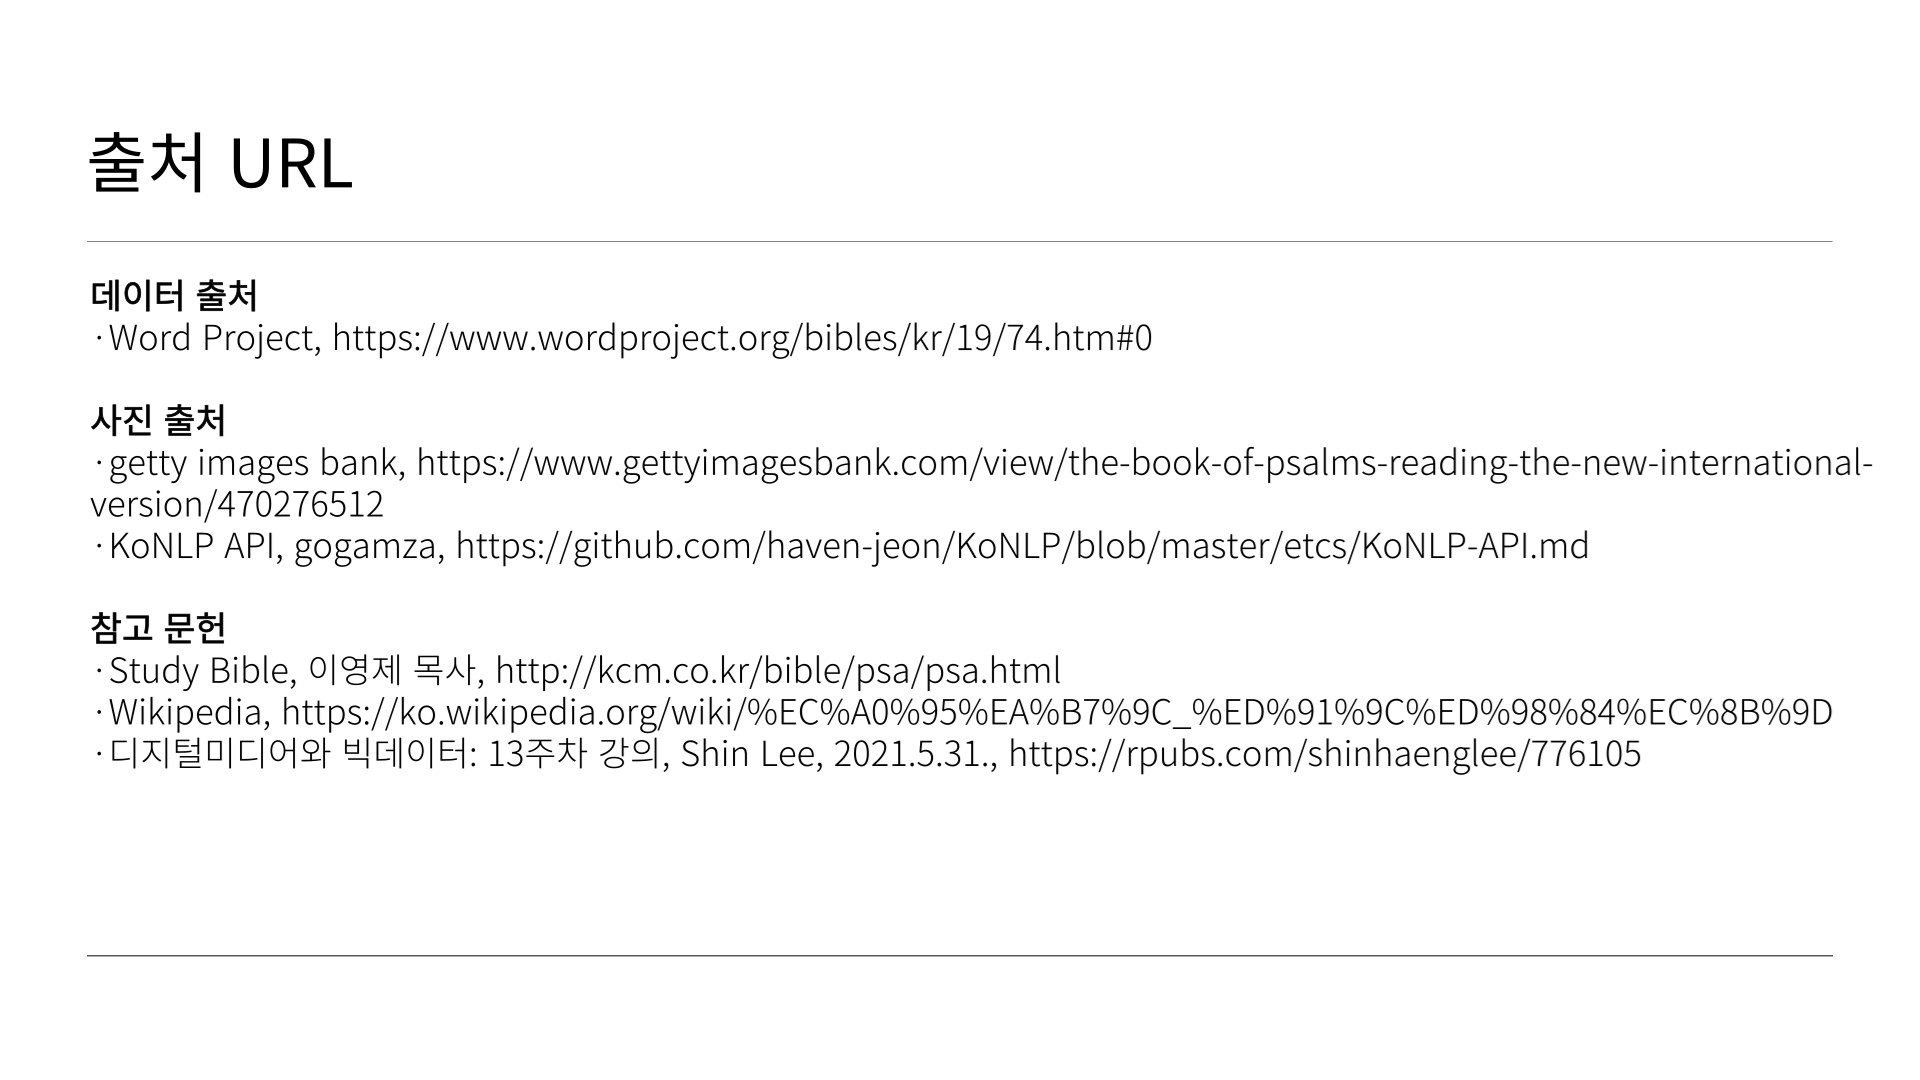 출처 URL
데이터 출처
·Word Project, https://www.wordproject.org/bibles/kr/19/74.htm#0
사진 출처
·getty images bank, https://www.gettyimagesbank.com/view/the-book-of-psalms-reading-the-new-international-
version/470276512
·KoNLP API, gogamza, https://github.com/haven-jeon/KoNLP/blob/master/etcs/KoNLP-API.md
참고 문헌
·Study Bible, 이영제 목사, http://kcm.co.kr/bible/psa/psa.html
·Wikipedia, https://ko.wikipedia.org/wiki/%EC%A0%95%EA%B7%9C_%ED%91%9C%ED%98%84%EC%8B%9D
·디지털미디어와 빅데이터: 13주차 강의, Shin Lee, 2021.5.31., https://rpubs.com/shinhaenglee/776105